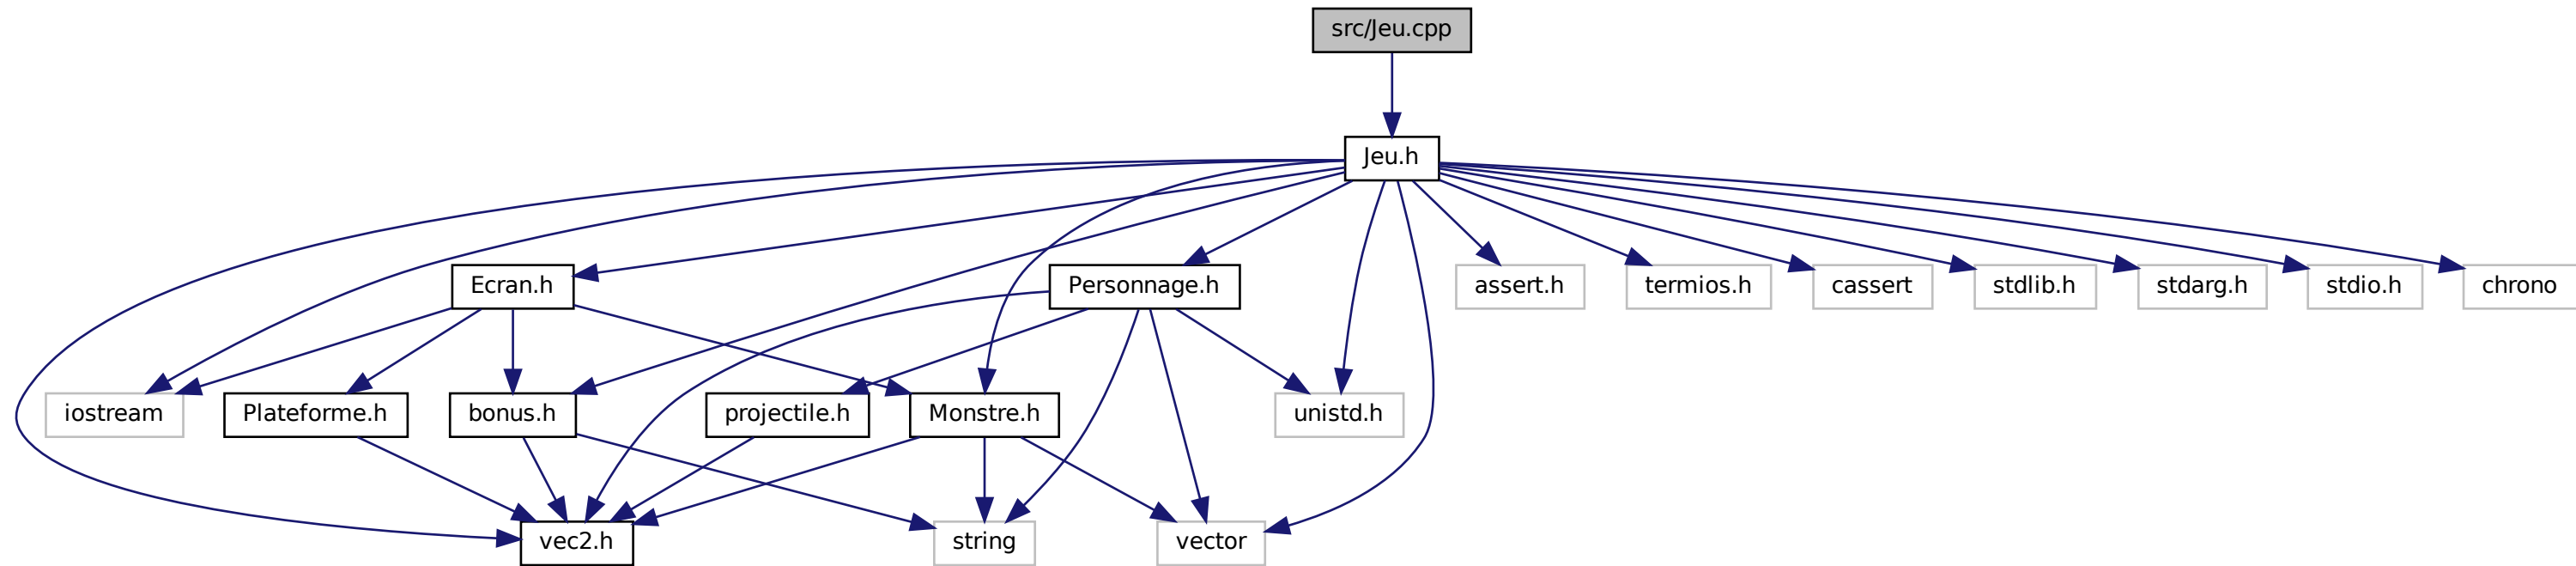 src/Jeu.cpp
Jeu.h
Ecran.h
Personnage.h
assert.h
termios.h
cassert
stdlib.h
stdarg.h
stdio.h
chrono
iostream
Plateforme.h
bonus.h
projectile.h
Monstre.h
unistd.h
vec2.h
string
vector